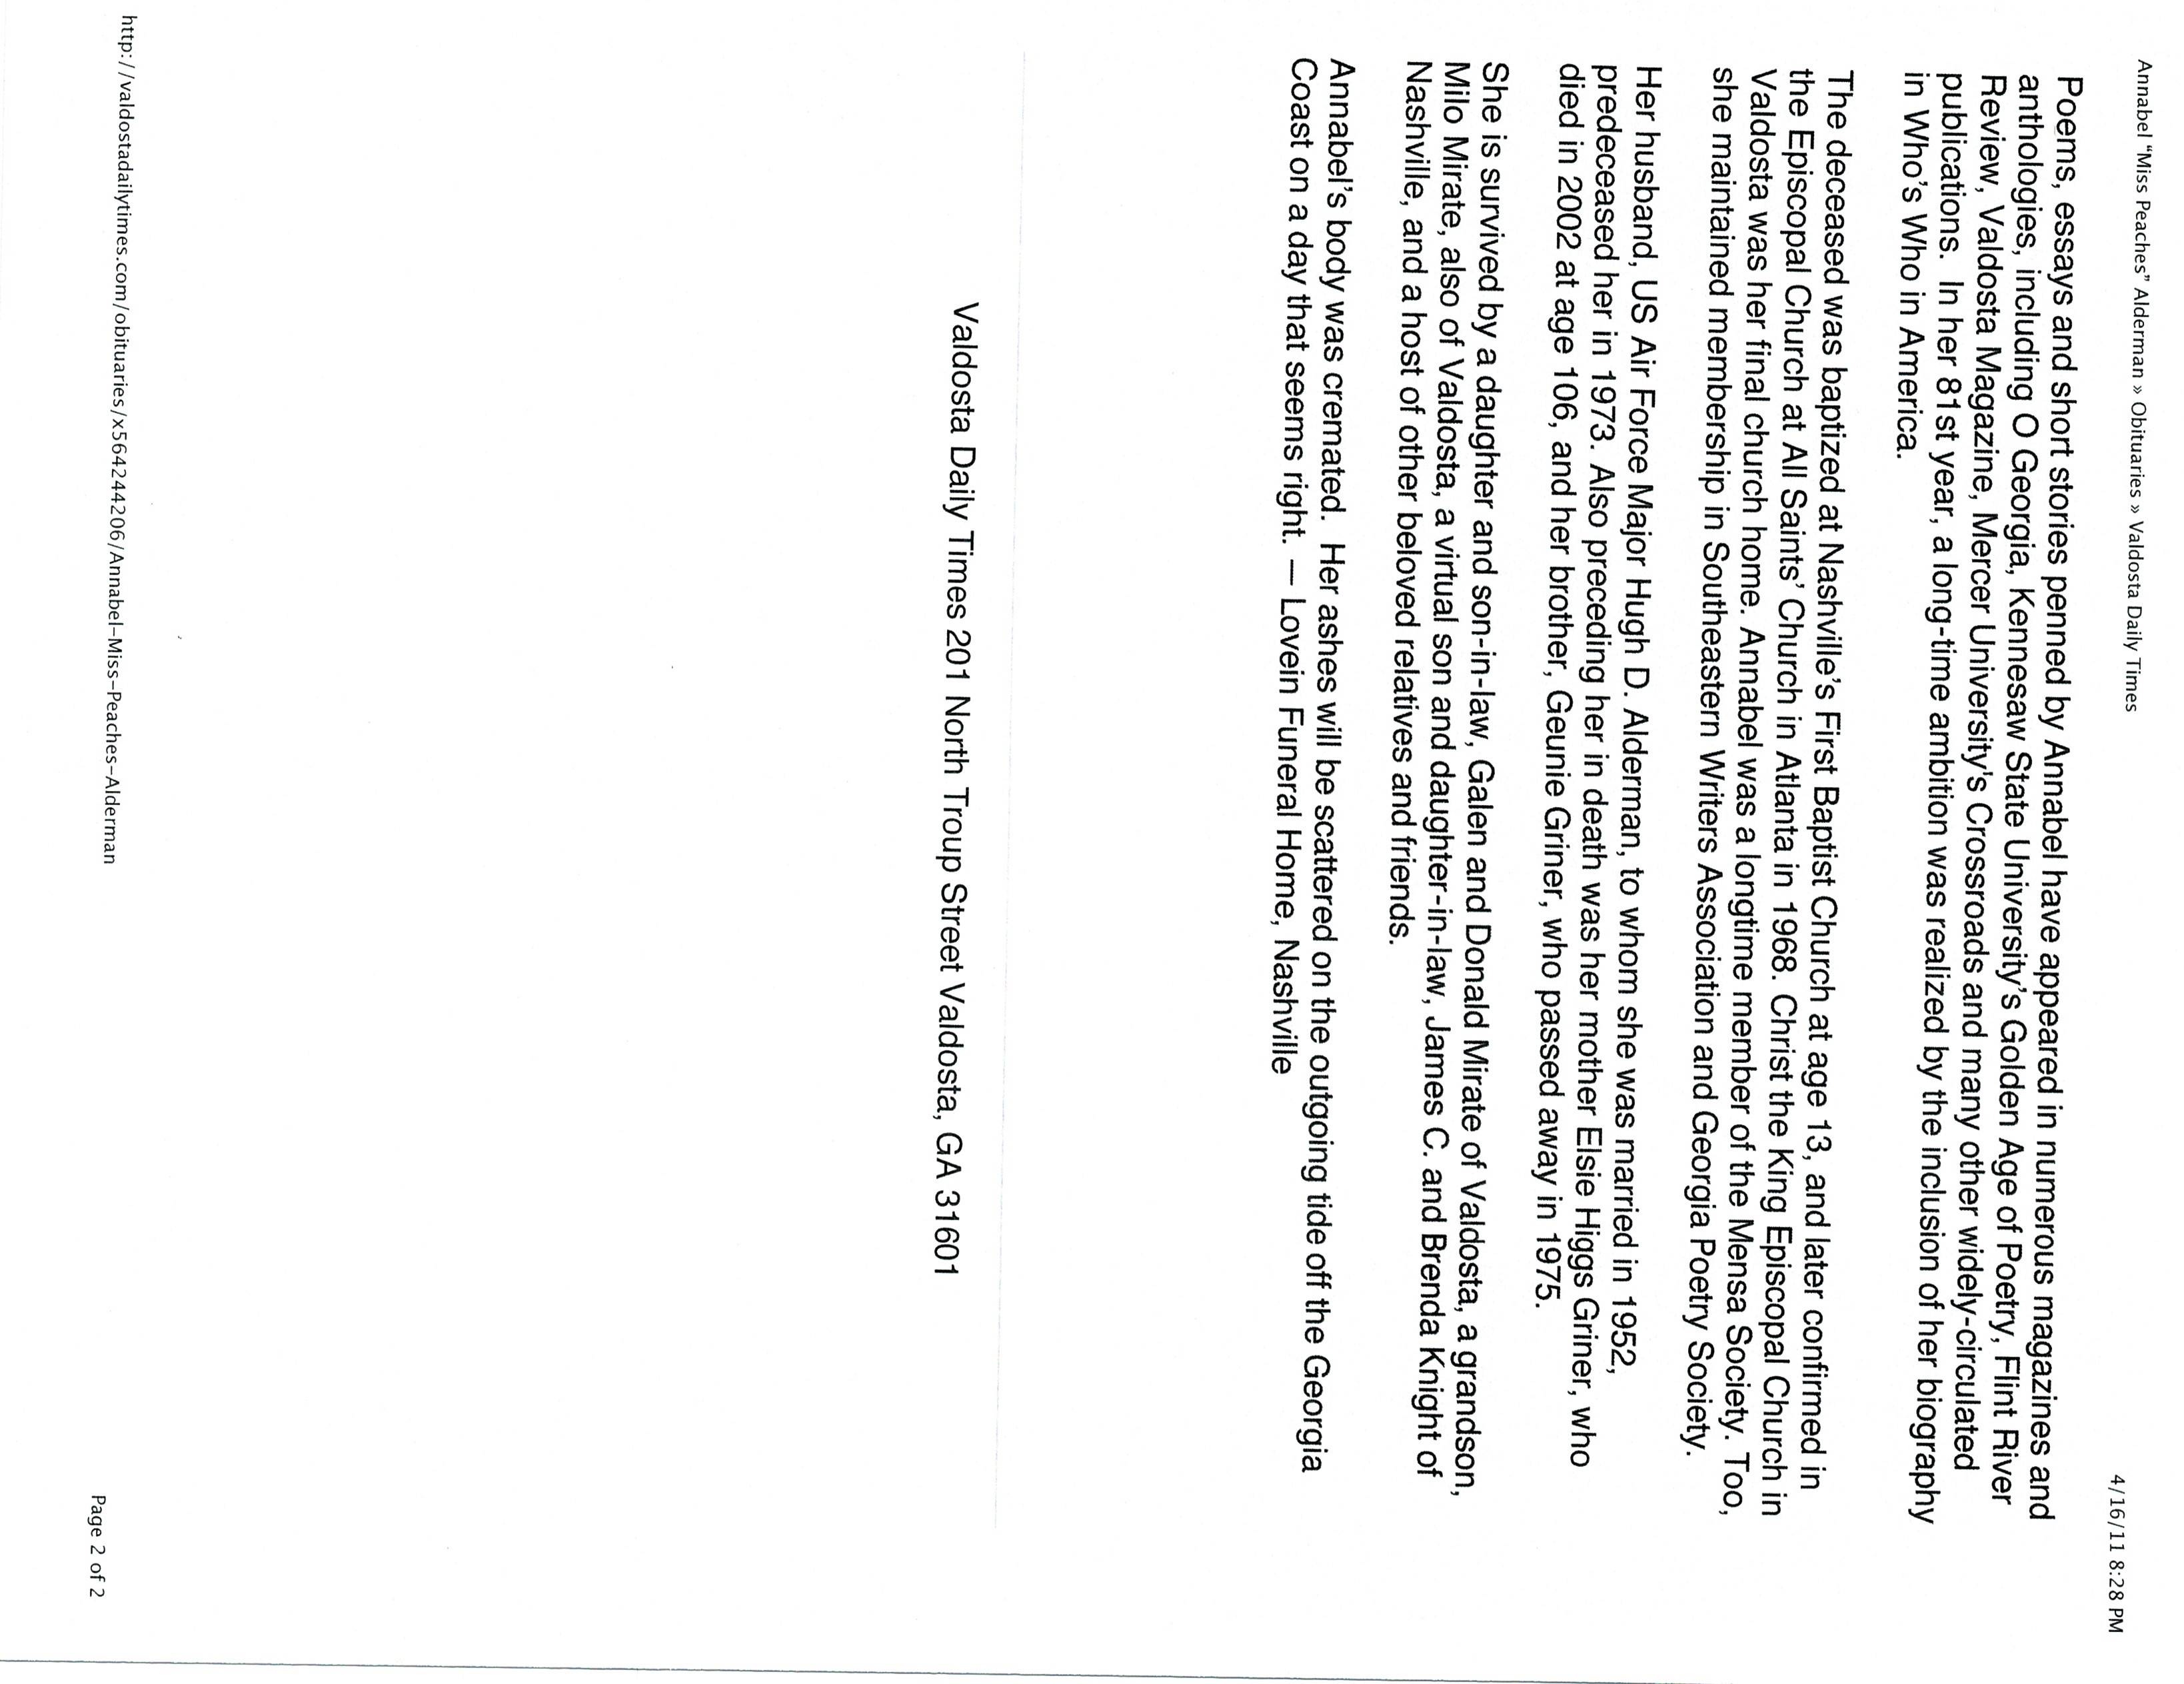 Annabel “Miss Peaches” Alderman » Obituaries » Valdosta Daily Times
4/16/11 8:28 PM
Poems, essays and short stories penned by Annabel have appeared in numerous magazines and
anthologies, including O Georgia, Kennesaw State University’s Golden Age of Poetry, Flint River
Review, Valdosta Magazine, Mercer University's Crossroads and many other widely-circulated
publications.  In her 81st year, a long-time ambition was realized by the inclusion of her biography
in Who’s Who in America.
The deceased was baptized at Nashville’s First Baptist Church at age 13, and later confirmed in
the Episcopal Church at All Saints’ Church in Atlanta in 1968. Christ the King Episcopal Church in
Valdosta was her final church home. Annabel was a longtime member of the Mensa Society. Too,
she maintained membership in Southeastern Writers Association and Georgia Poetry Society.
Her husband, US Air Force Major Hugh D. Alderman, to whom she was married in 1952,
predeceased her in 1973. Also preceding her in death was her mother Elsie Higgs Griner, who
died in 2002 at age 106, and her brother, Geunie Griner, who passed away in 1975.
She is survived by a daughter and son-in-law, Galen and Donald Mirate of Valdosta, a grandson,
Milo Mirate, also of Valdosta, a virtual son and daughter-in-law, James C. and Brenda Knight of
Nashville, and a host of other beloved relatives and friends.
Annabel’s body was cremated.  Her ashes will be scattered on the outgoing tide off the Georgia
Coast on a day that seems right. — Lovein Funeral Home, Nashville
Valdosta Daily Times 201 North Troup Street Valdosta, GA 31601
http://valdostadailytimes.com/obituaries/x564244206/Annabel-Miss-Peaches-Alderman
Page 2 of 2